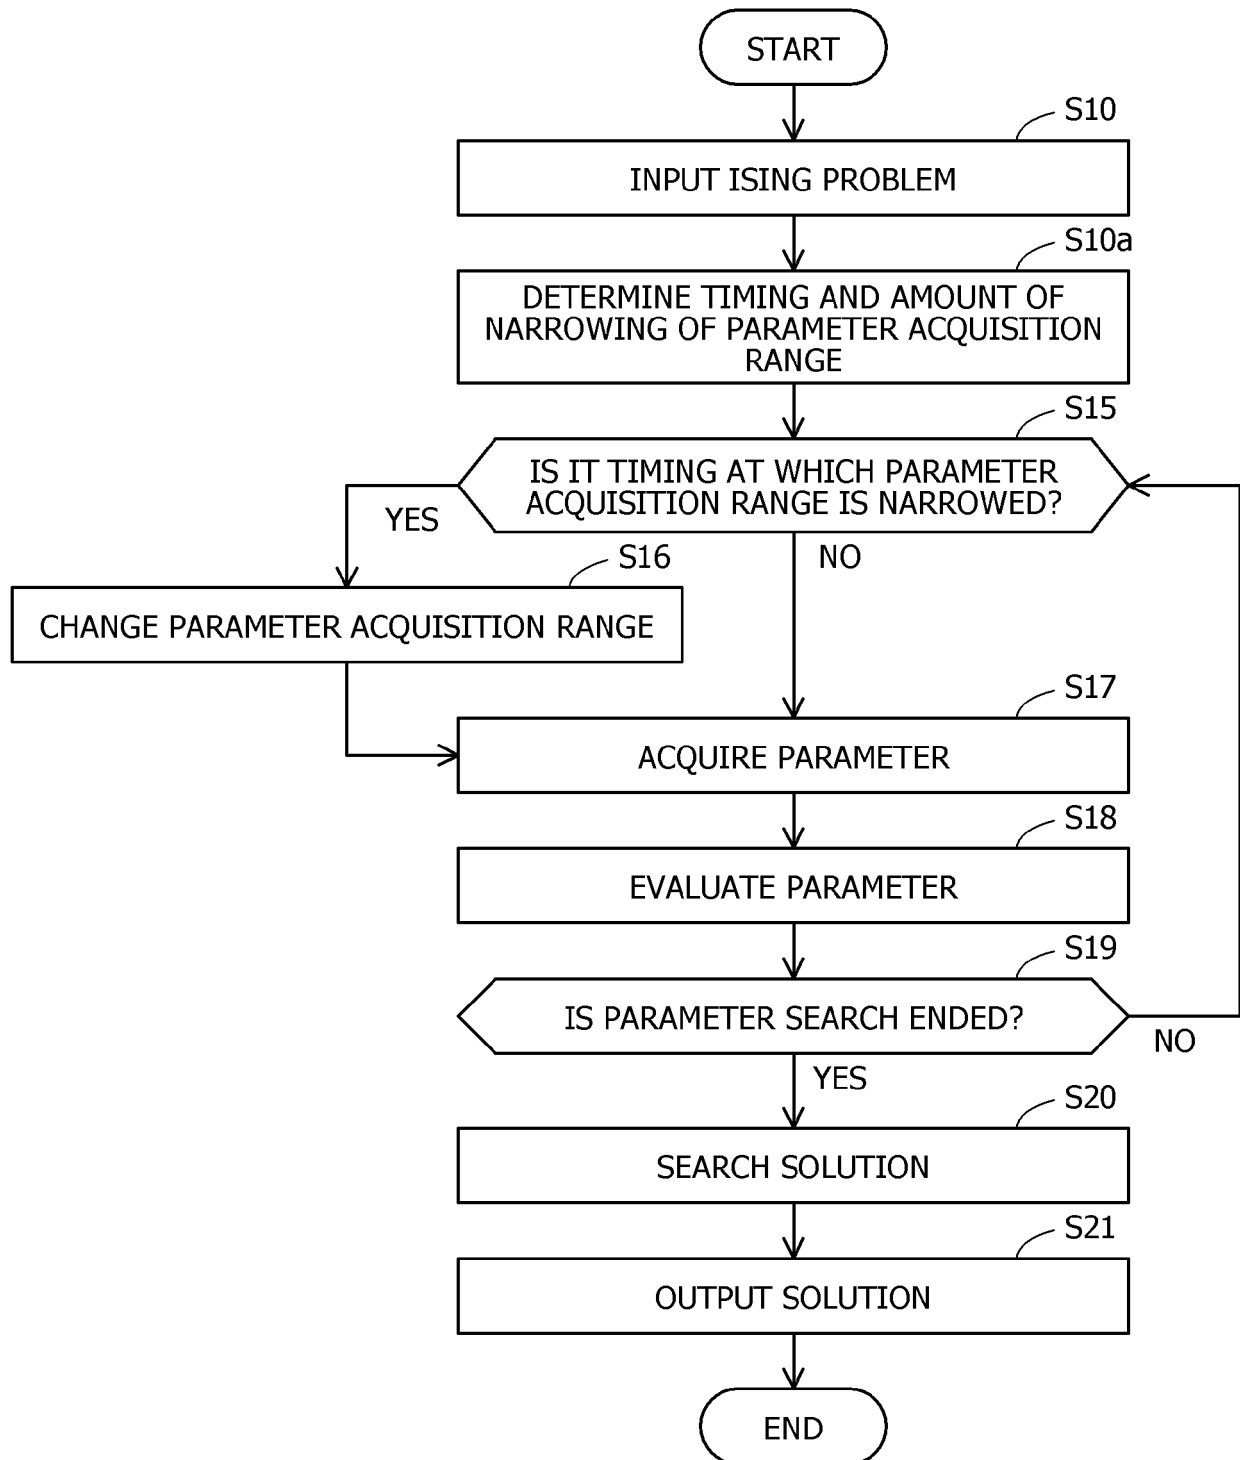 START
S10
INPUT ISING PROBLEM
S10a
DETERMINE TIMING AND AMOUNT OF
NARROWING OF PARAMETER ACQUISITION
RANGE
S15
IS IT TIMING AT WHICH PARAMETER
ACQUISITION RANGE IS NARROWED?
YES
NO
S16
CHANGE PARAMETER ACQUISITION RANGE
S17
ACQUIRE PARAMETER
S18
EVALUATE PARAMETER
S19
IS PARAMETER SEARCH ENDED?
NO
YES
S20
SEARCH SOLUTION
S21
OUTPUT SOLUTION
END